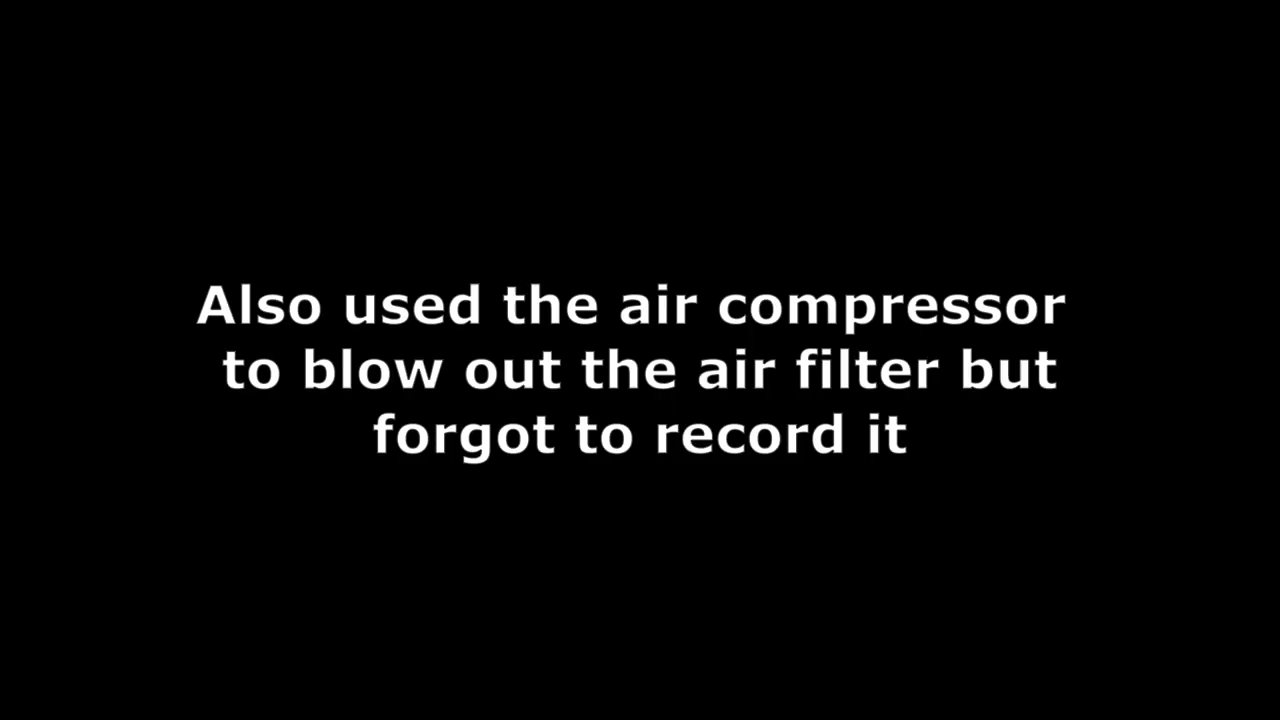 Also used the air compressor
to blow out the air filter but
forgot to record it